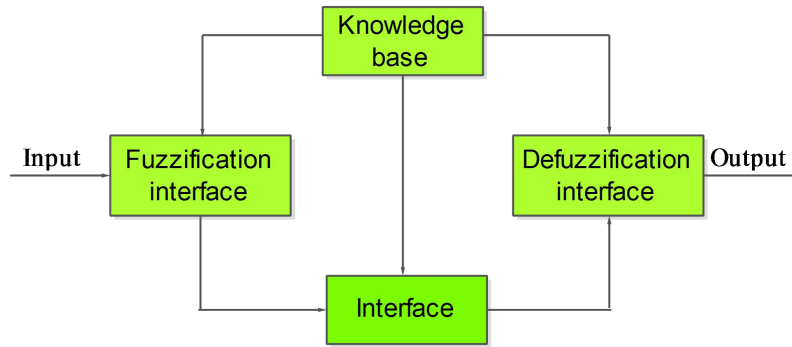 Knowledge
base
Input
Fuzzification
interface
Defuzzification
interface
Output
Interface